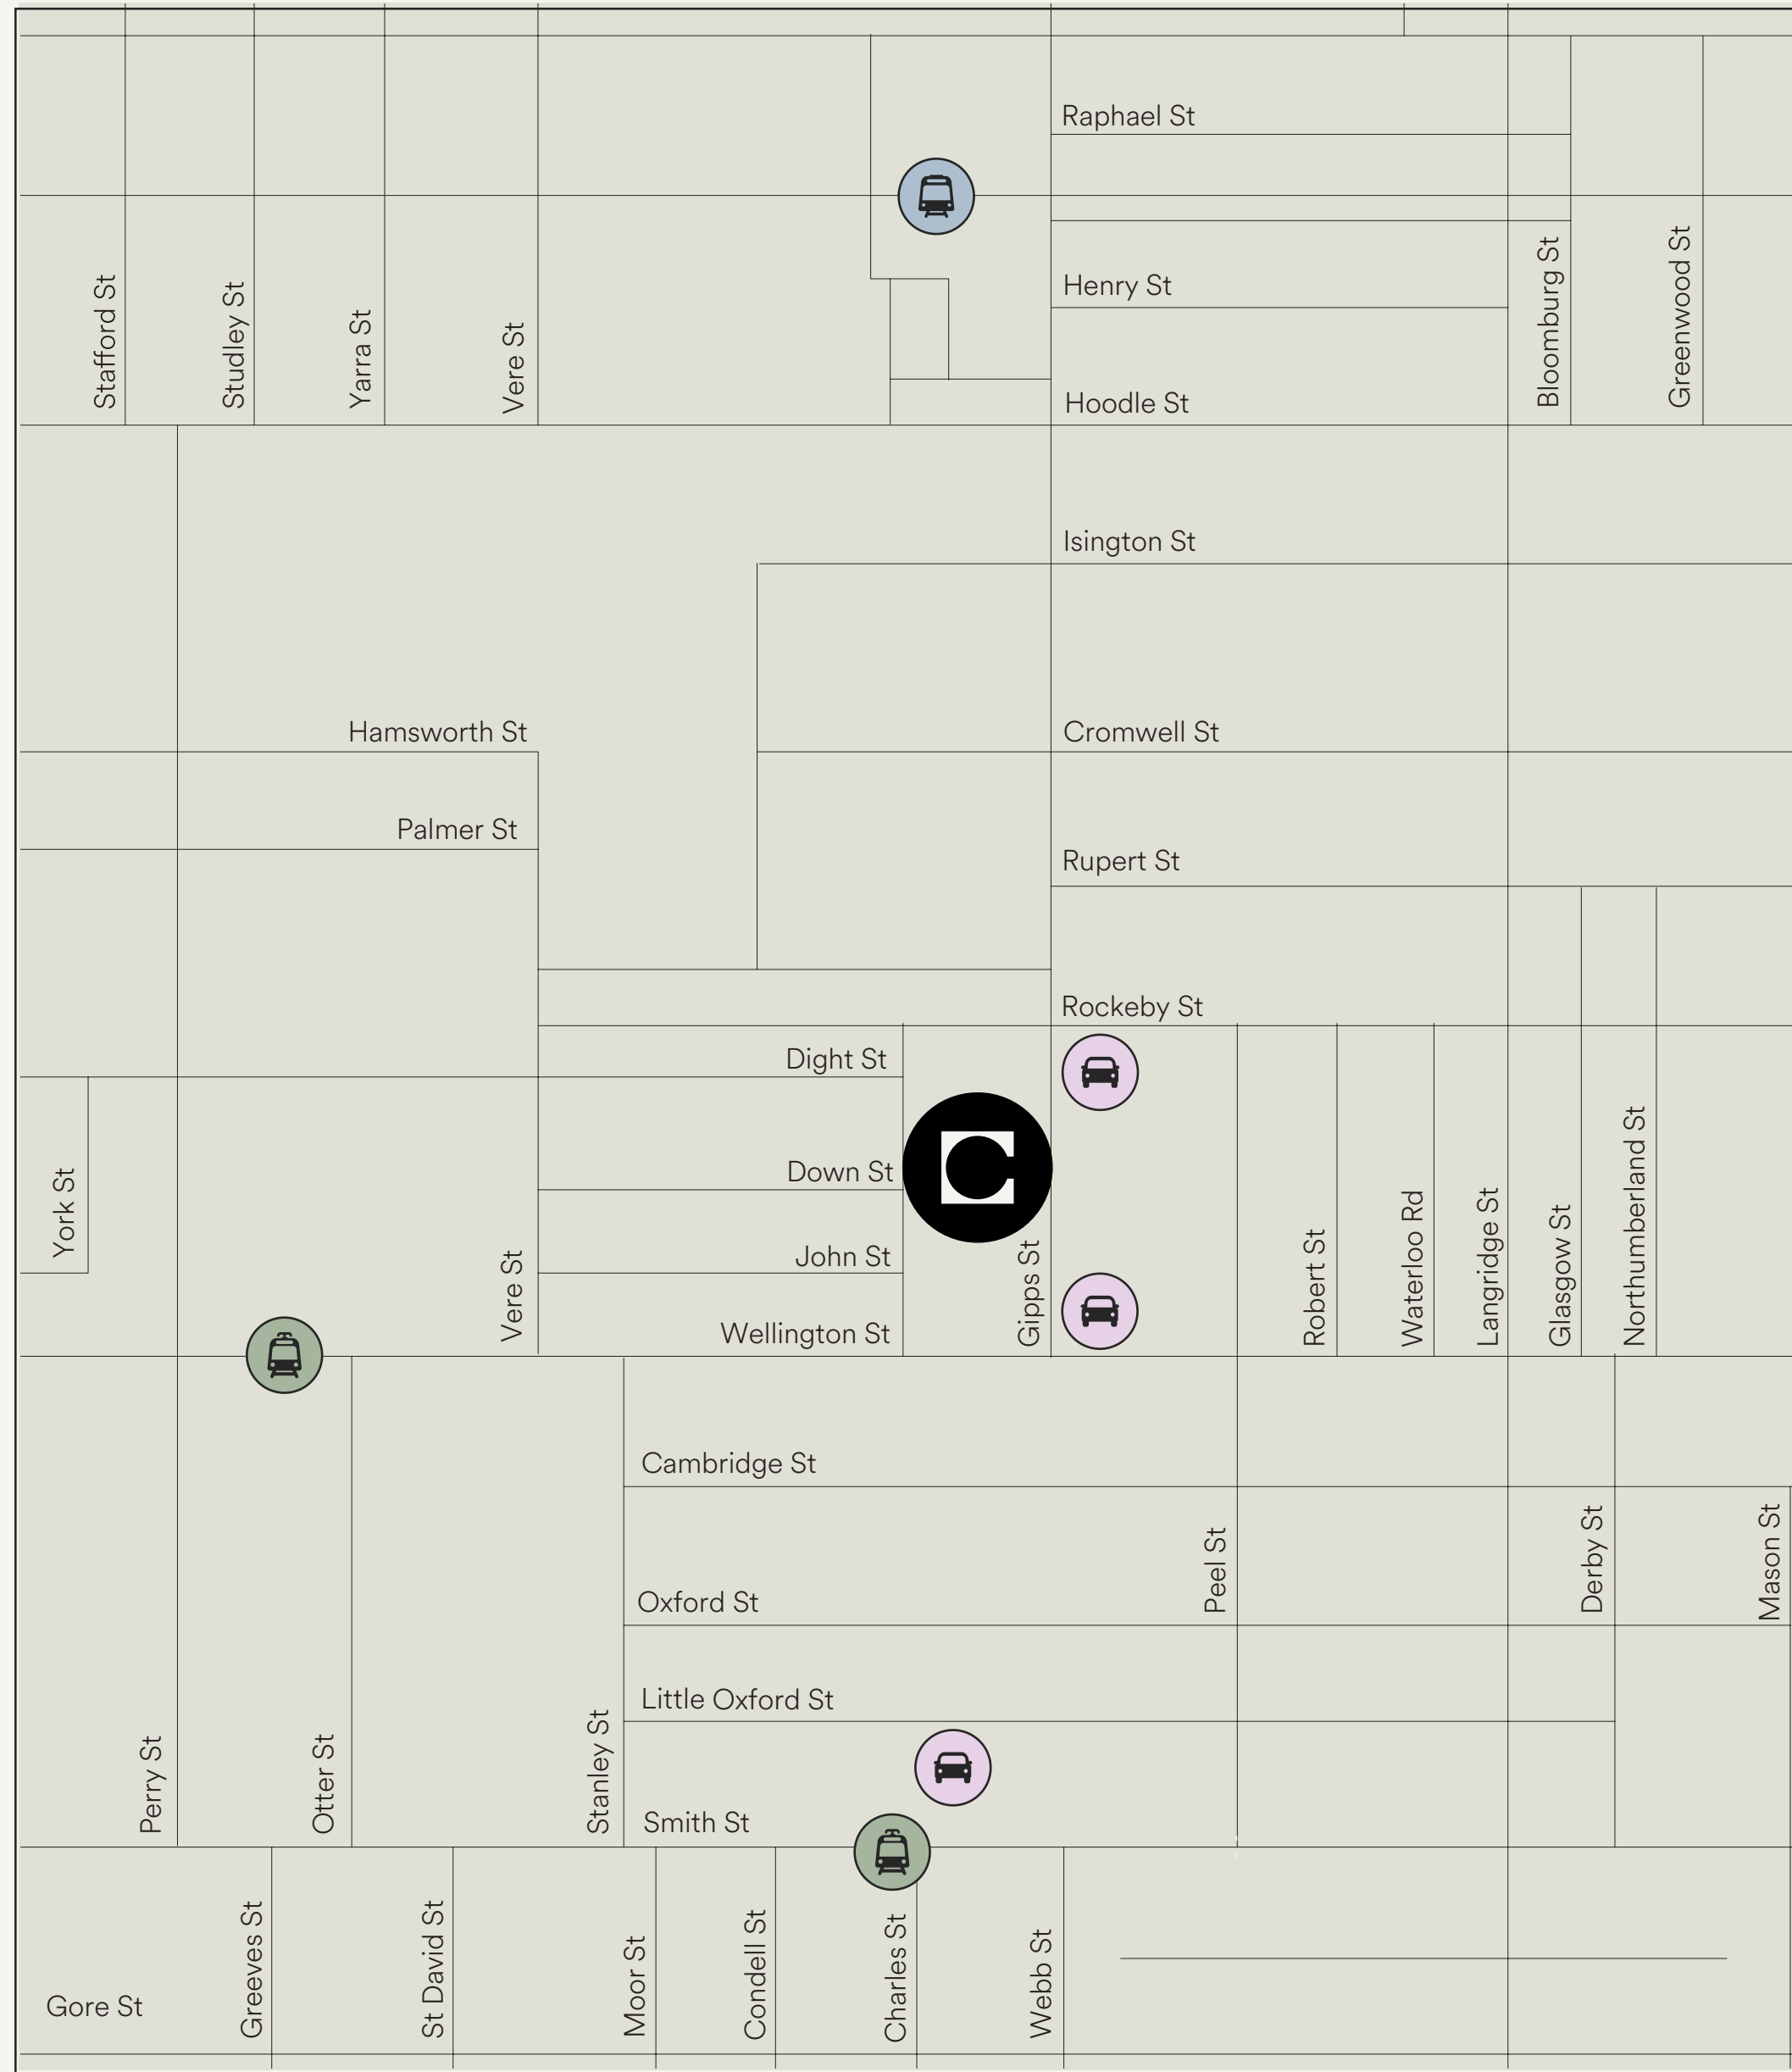 Raphael St
Henry St
Bloomburg St
Greenwood St
Stafford St
Studley St
Yarra St
Vere St
Hoodle St
Isington St
Hamsworth St
Cromwell St
Palmer St
Rupert St
Rockeby St
Dight St
Down St
C
York St
John St
Vere St
Wellington St
Gipps St
Robert St
Waterloo Rd
Langridge St
Glasgow St
Northumberland St
Cambridge St
Oxford St
Peel St
Derby St
Mason St
Little Oxford St
Perry St
Otter St
Stanley St
Smith St
Gore St
Greeves St
St David St
Moor St
Condell St
Charles St
Webb St